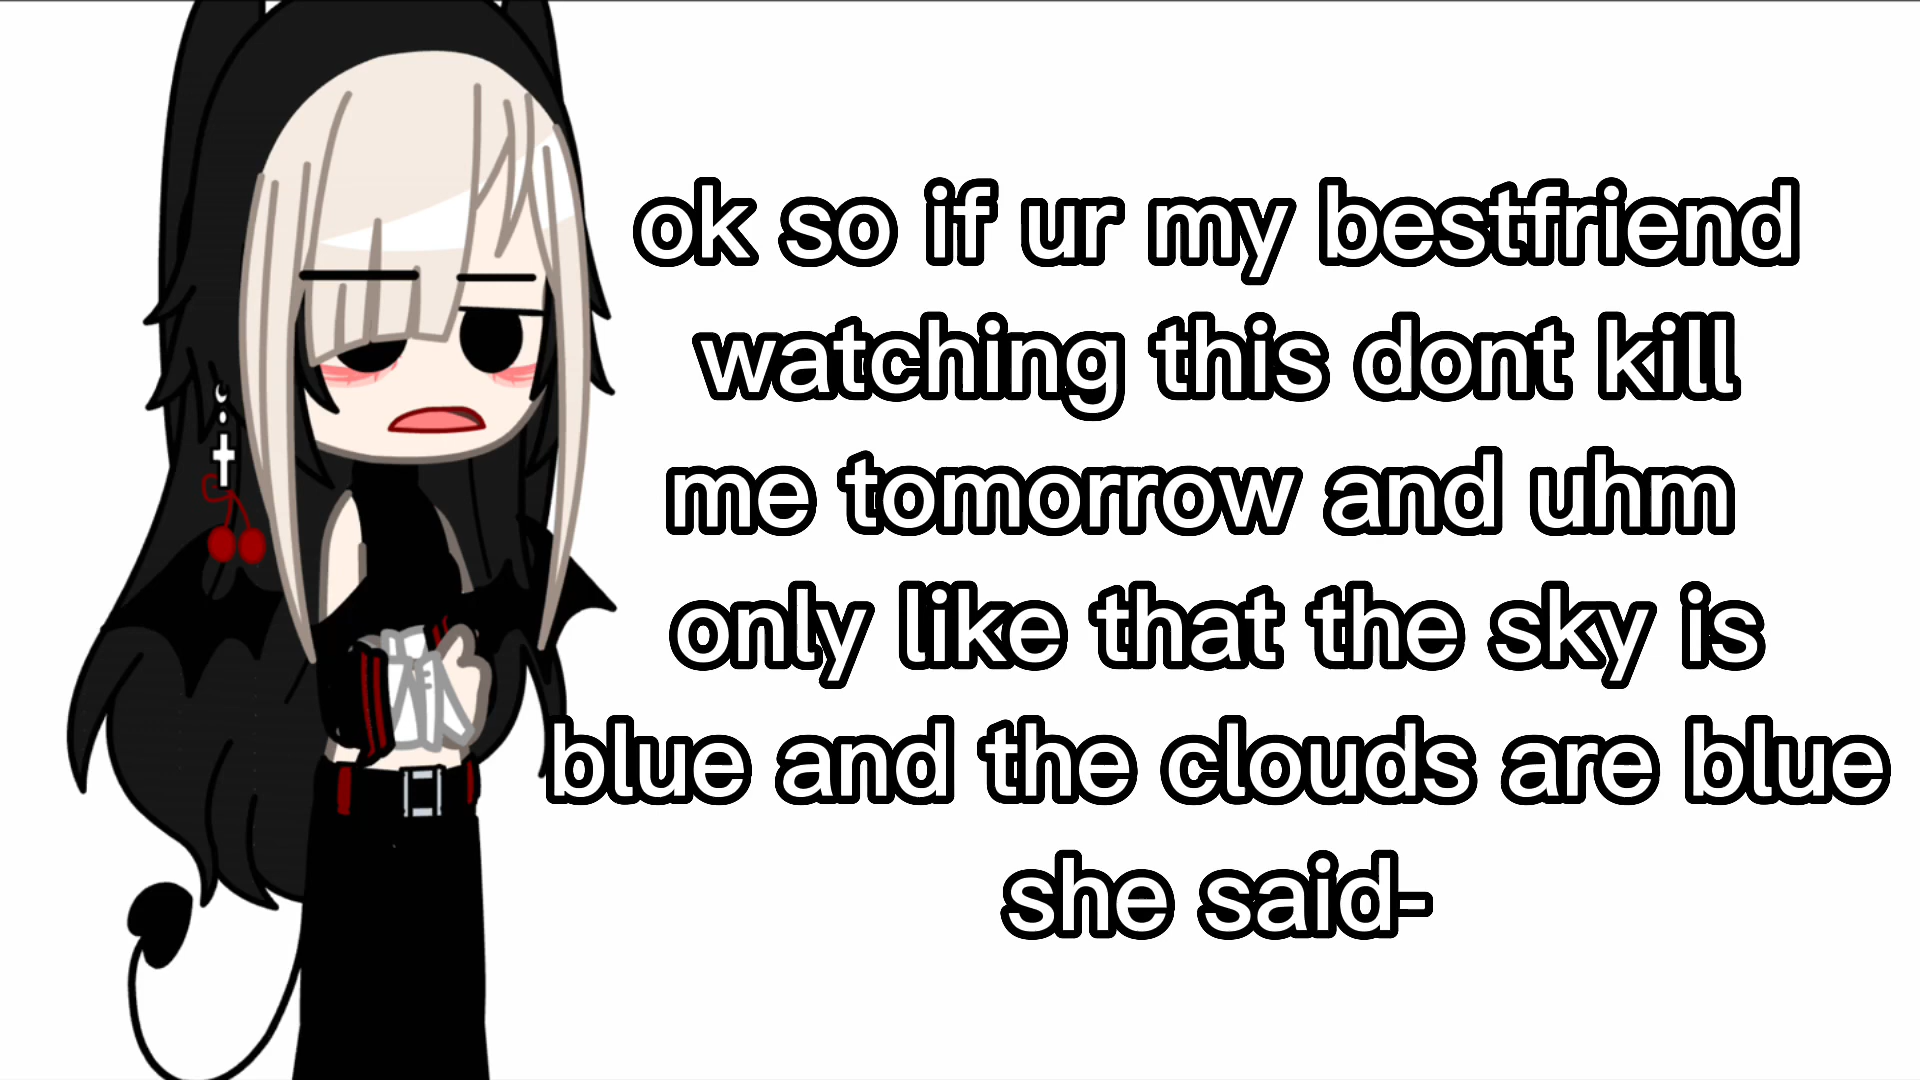 ok so if ur my bestfriend
watching this dont kill
me tomorrow and uhm
only like that the sky is
blue and the clouds are blue
she said-